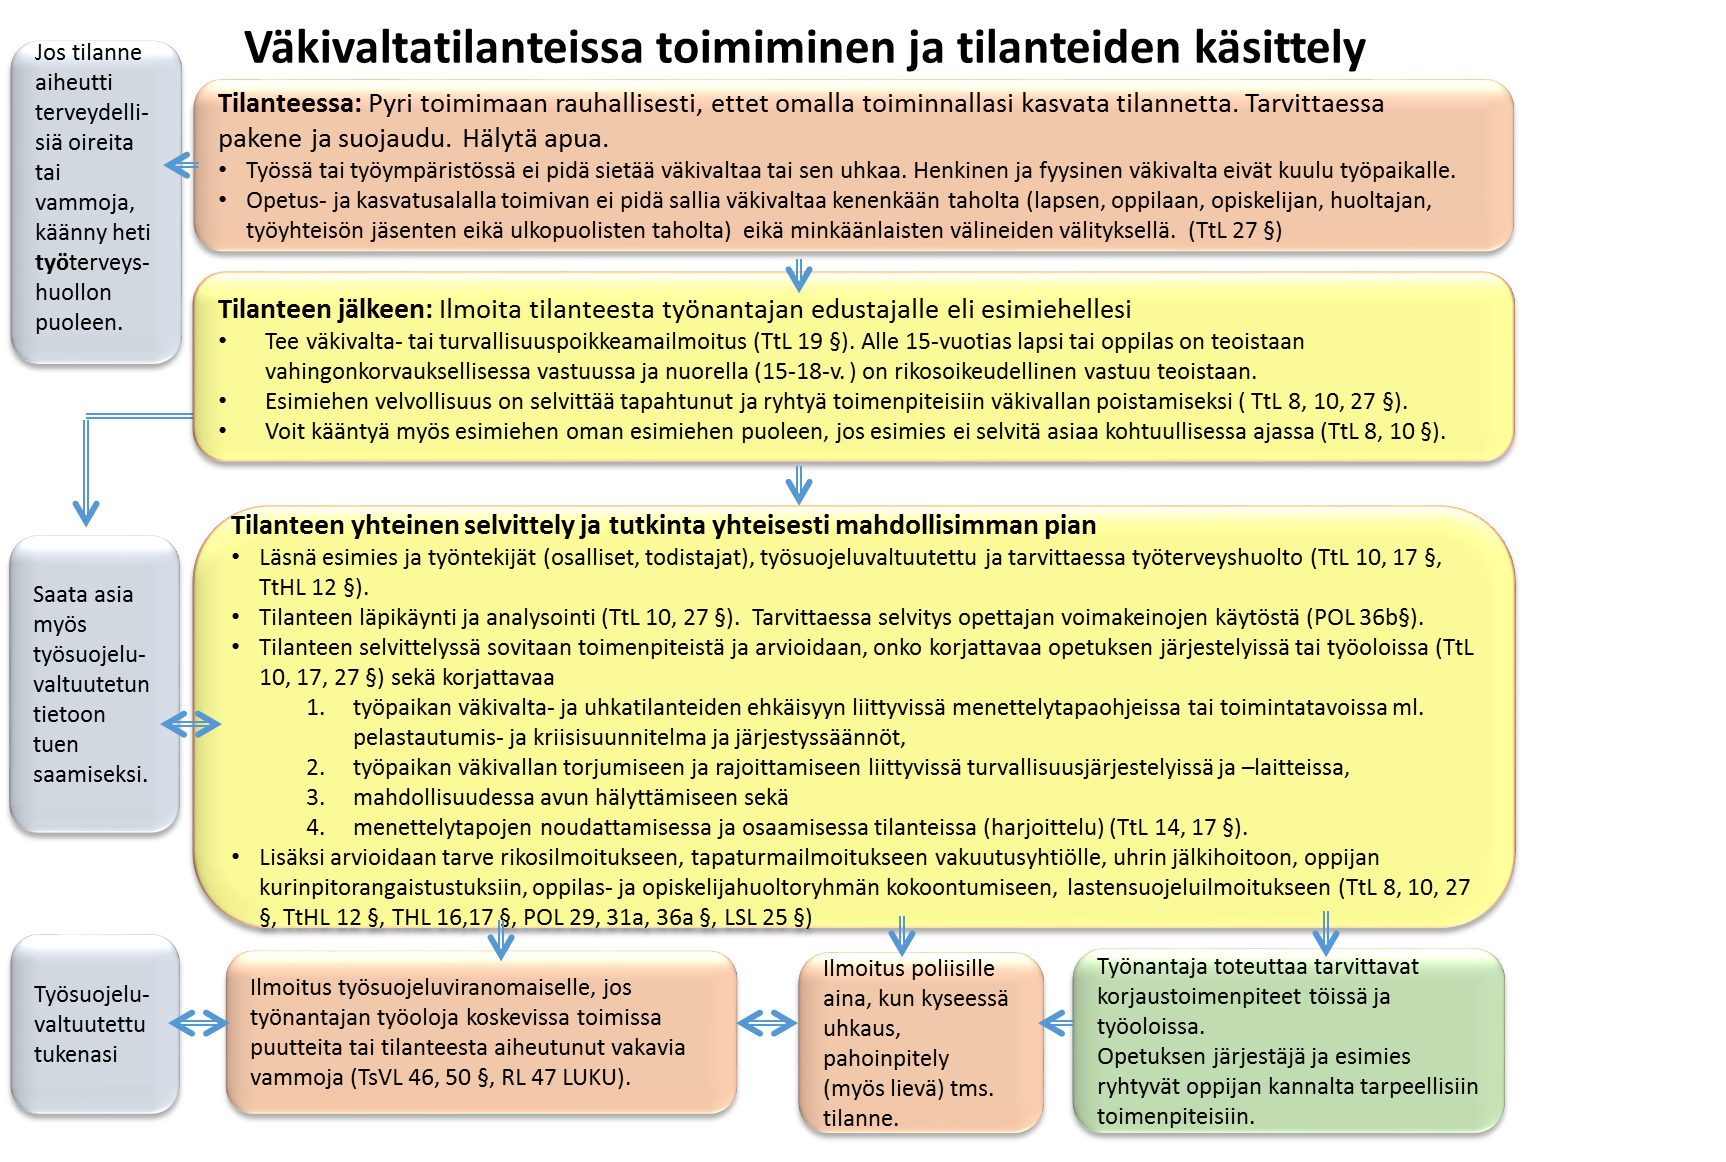 Väkivaltatilanteissa toimiminen ja tilanteiden käsittely
Jos tilanne
aiheutti
terveydelli-
siä oireita
tai
vammoja,
käänny heti
työterveys-
huollon
puoleen.
Tilanteessa: Pyri toimimaan rauhallisesti, ettet omalla toiminnallasi kasvata tilannetta. Tarvittaessa
pakene ja suojaudu. Hälytä apua.
• Työssä tai työympäristössä ei pidä sietää väkivaltaa tai sen uhkaa. Henkinen ja fyysinen väkivalta eivät kuulu työpaikalle.
• Opetus- ja kasvatusalalla toimivan ei pidä sallia väkivaltaa kenenkään taholta (lapsen, oppilaan, opiskelijan, huoltajan,
työyhteisön jäsenten eikä ulkopuolisten taholta) eikä minkäänlaisten välineiden välityksellä. (TtL 27 §)
Tilanteen jälkeen: Ilmoita tilanteesta työnantajan edustajalle eli esimiehellesi
• Tee väkivalta- tai turvallisuuspoikkeamailmoitus (TtL 19 §). Alle 15-vuotias lapsi tai oppilas on teoistaan
vahingonkorvauksellisessa vastuussa ja nuorella (15-18-v. ) on rikosoikeudellinen vastuu teoistaan.
• Esimiehen velvollisuus on selvittää tapahtunut ja ryhtyä toimenpiteisiin väkivallan poistamiseksi ( TtL 8, 10, 27 §).
• Voit kääntyä myös esimiehen oman esimiehen puoleen, jos esimies ei selvitä asiaa kohtuullisessa ajassa (TtL 8, 10 §).
Saata asia
myös
työsuojelu-
valtuutetun
tietoon
tuen
saamiseksi.
Tilanteen yhteinen selvittely ja tutkinta yhteisesti mahdollisimman pian
• Läsnä esimies ja työntekijät (osalliset, todistajat), työsuojeluvaltuutettu ja tarvittaessa työterveyshuolto (TtL 10, 17 §,
TtHL 12 §).
• Tilanteen läpikäynti ja analysointi (TtL 10, 27 §). Tarvittaessa selvitys opettajan voimakeinojen käytöstä (POL 36b§).
• Tilanteen selvittelyssä sovitaan toimenpiteistä ja arvioidaan, onko korjattavaa opetuksen järjestelyissä tai työoloissa (TtL
10, 17, 27 §) sekä korjattavaa
1. työpaikan väkivalta- ja uhkatilanteiden ehkäisyyn liittyvissä menettelytapaohjeissa tai toimintatavoissa ml.
pelastautumis- ja kriisisuunnitelma ja järjestyssäännöt,
2. työpaikan väkivallan torjumiseen ja rajoittamiseen liittyvissä turvallisuusjärjestelyissä ja –laitteissa,
3. mahdollisuudessa avun hälyttämiseen sekä
4. menettelytapojen noudattamisessa ja osaamisessa tilanteissa (harjoittelu) (TtL 14, 17 §).
• Lisäksi arvioidaan tarve rikosilmoitukseen, tapaturmailmoitukseen vakuutusyhtiölle, uhrin jälkihoitoon, oppijan
kurinpitorangaistustuksiin, oppilas- ja opiskelijahuoltoryhmän kokoontumiseen, lastensuojeluilmoitukseen (TtL 8, 10, 27
§, TtHL 12 §, THL 16,17 §, POL 29, 31a, 36a §, LSL 25 §)
Työsuojelu-
valtuutettu
tukenasi
Ilmoitus työsuojeluviranomaiselle, jos
työnantajan työoloja koskevissa toimissa
puutteita tai tilanteesta aiheutunut vakavia
vammoja (TsVL 46, 50 §, RL 47 LUKU).
Ilmoitus poliisille
aina, kun kyseessä
uhkaus,
pahoinpitely
(myös lievä) tms.
tilanne.
Työnantaja toteuttaa tarvittavat
korjaustoimenpiteet töissä ja
työoloissa.
Opetuksen järjestäjä ja esimies
ryhtyvät oppijan kannalta tarpeellisiin
toimenpiteisiin.